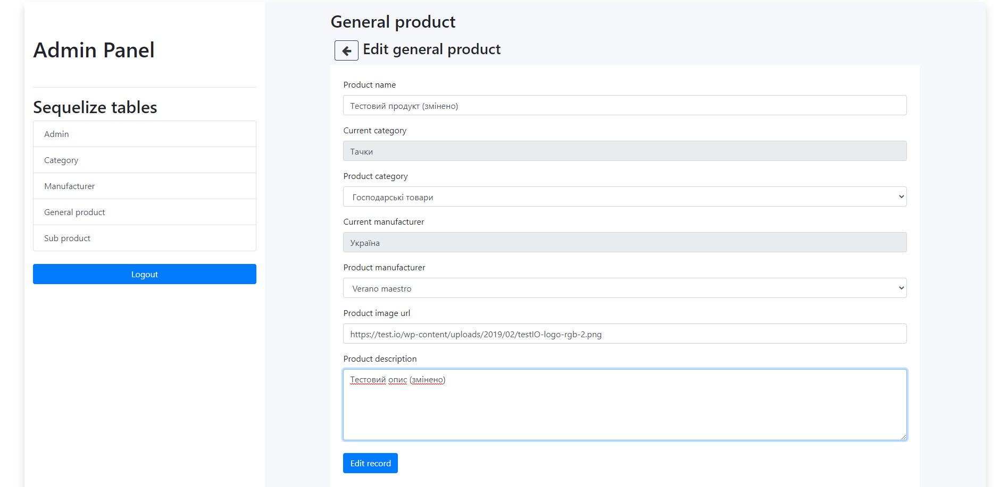 Admin Panel
Sequelize tables
Admin
Category
Manufacturer
General product
Sub product
Logout
General product
Edit general product
Product name
Тестовий продукт (змінено)
Current category
Тачки
Product category
Господарські товари
Current manufacturer
Україна
Product manufacturer
Verano maestro
Product image url
https://test.io/wp-content/uploads/2019/02/testIO-logo-rgb-2.png
Product description
Тестовий опис (змінено)
Edit record